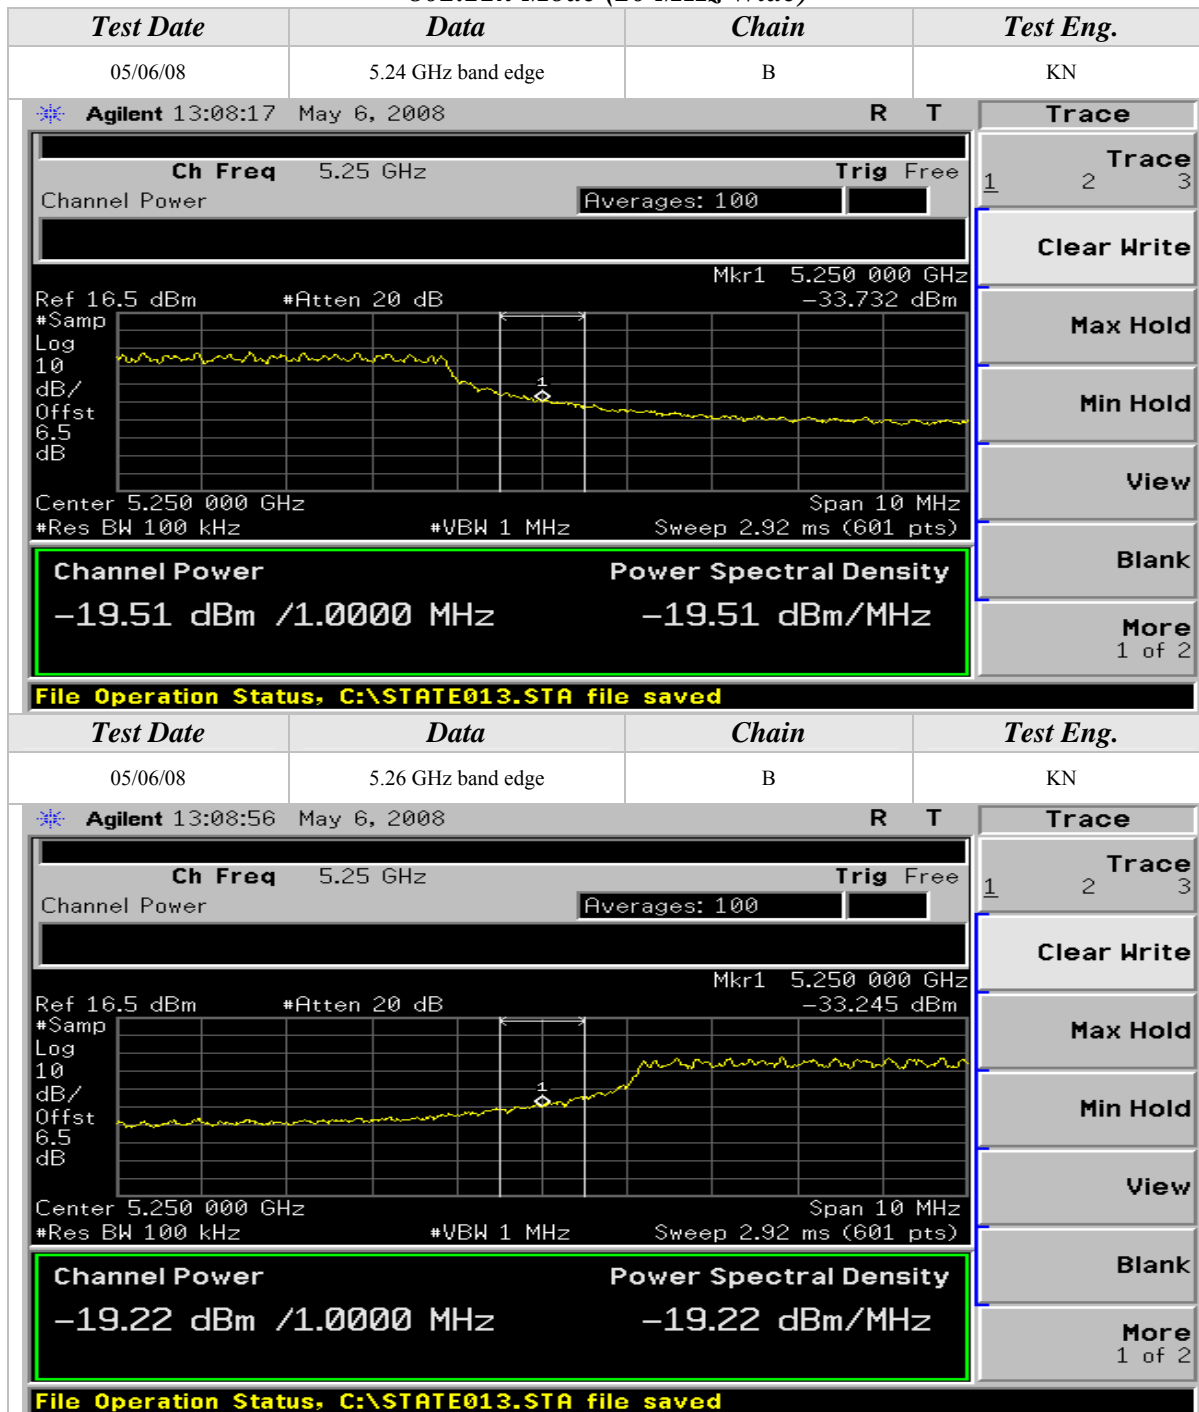 Test Date Data Chain Test Eng.
05/06/08 5.24 GHz band edge B KN
Agilent 13:08:17 May 6, 2008 R T Trace
Ch Freq 5.25 GHz Trig Free
Channel Power Averages: 100
Trace
1 2 3
Clear Write
Mkr1 5.250 000 GHz
Ref 16.5 dBm #Atten 20 dB -33.732 dBm
#Samp
Log
10
dB/
Offst
6.5
dB
1
Max Hold
Min Hold
View
Center 5.250 000 GHz Span 10 MHz
#Res BW 100 kHz #VBW 1 MHz Sweep 2.92 ms (601 pts)
Blank
Channel Power Power Spectral Density
-19.51 dBm /1.0000 MHz -19.51 dBm/MHz
More
1 of 2
File Operation Status, C:\STATE013.STA file saved
Test Date Data Chain Test Eng.
05/06/08 5.26 GHz band edge B KN
Agilent 13:08:56 May 6, 2008 R T Trace
Ch Freq 5.25 GHz Trig Free
Channel Power Averages: 100
Trace
1 2 3
Clear Write
Mkr1 5.250 000 GHz
Ref 16.5 dBm #Atten 20 dB -33.245 dBm
#Samp
Log
10
dB/
Offst
6.5
dB
1
Max Hold
Min Hold
View
Center 5.250 000 GHz Span 10 MHz
#Res BW 100 kHz #VBW 1 MHz Sweep 2.92 ms (601 pts)
Blank
Channel Power Power Spectral Density
-19.22 dBm /1.0000 MHz -19.22 dBm/MHz
More
1 of 2
File Operation Status, C:\STATE013.STA file saved